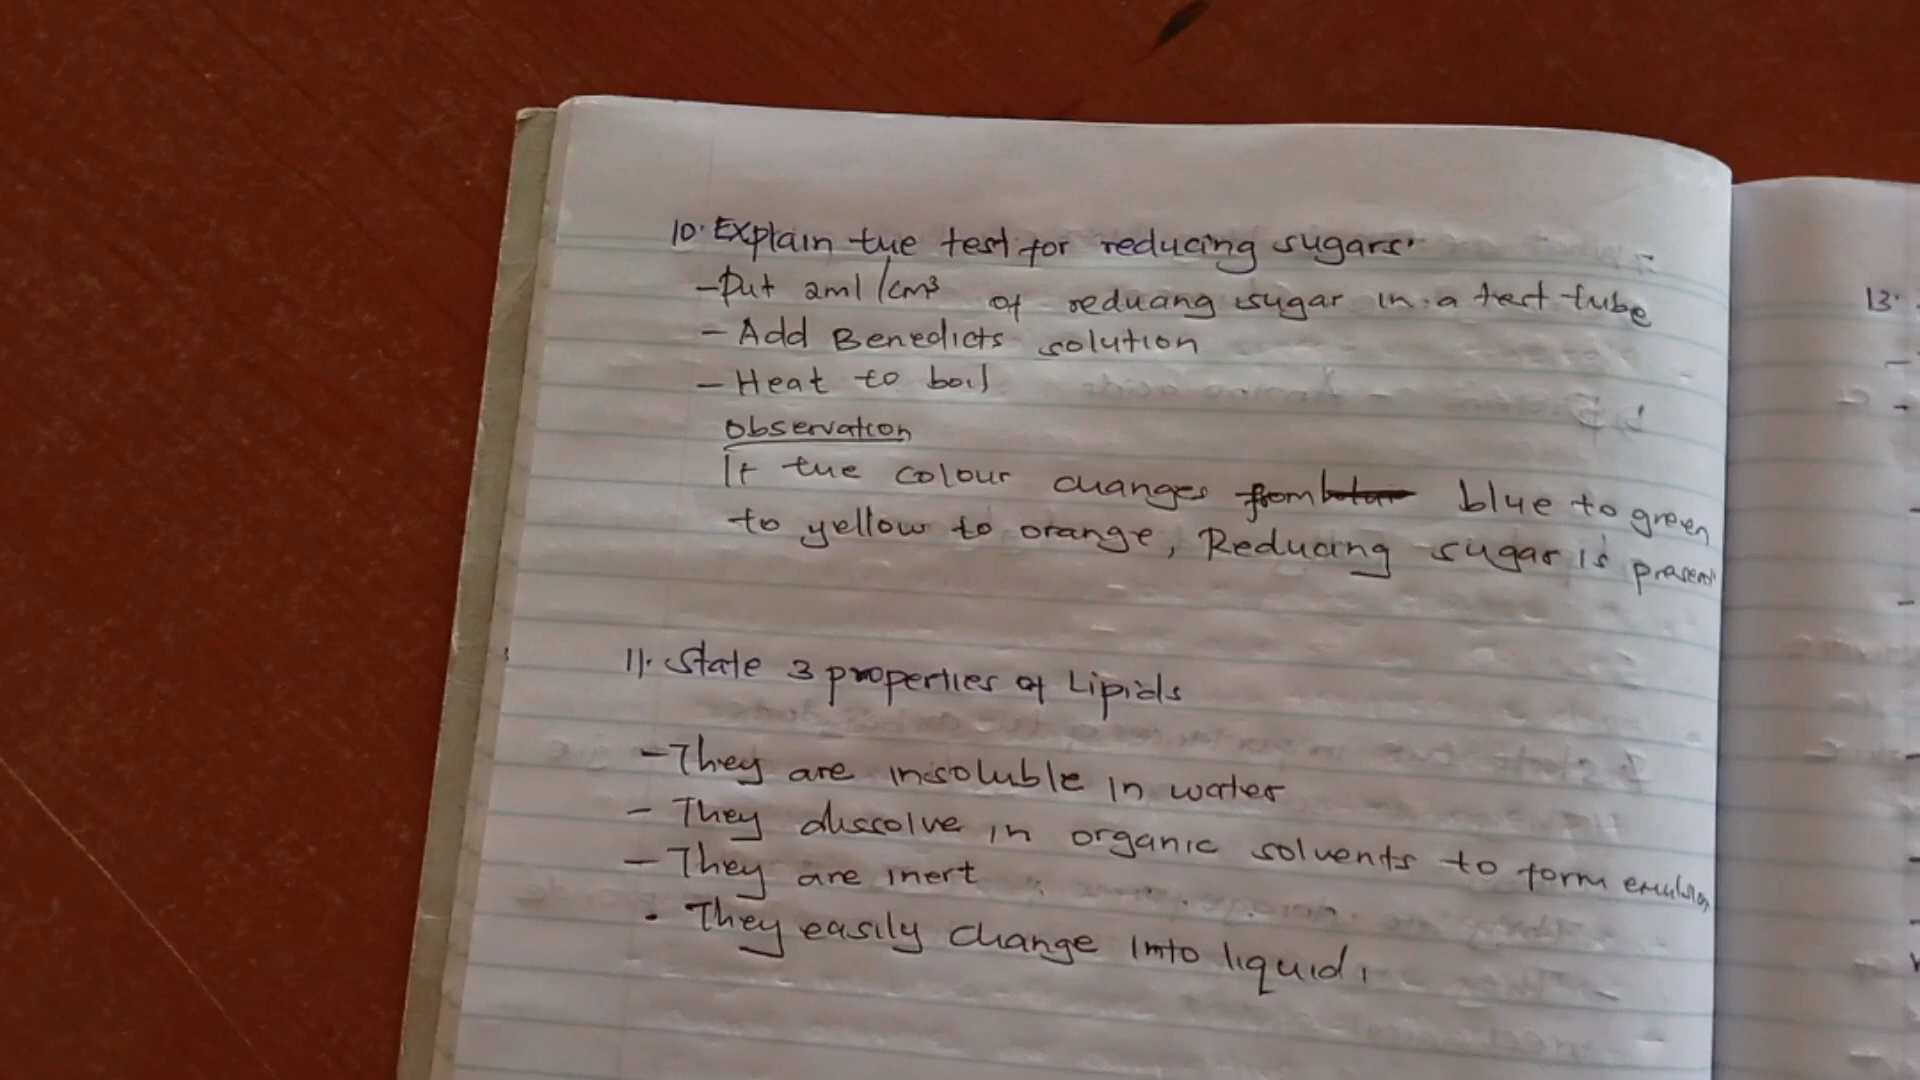 10. Explain the test for reducing sugars.
- Put 2ml/cm³ of reducing sugar in a test tube
- Add Benedicts solution
- Heat to boil
Observation
If the colour changes from blue to green
to yellow to orange, Reducing sugar is present
11. State 3 properties of Lipids
- They are insoluble in water
- They dissolve in organic solvents to form emulsion
- They are inert
. They easily change into liquid.
13.